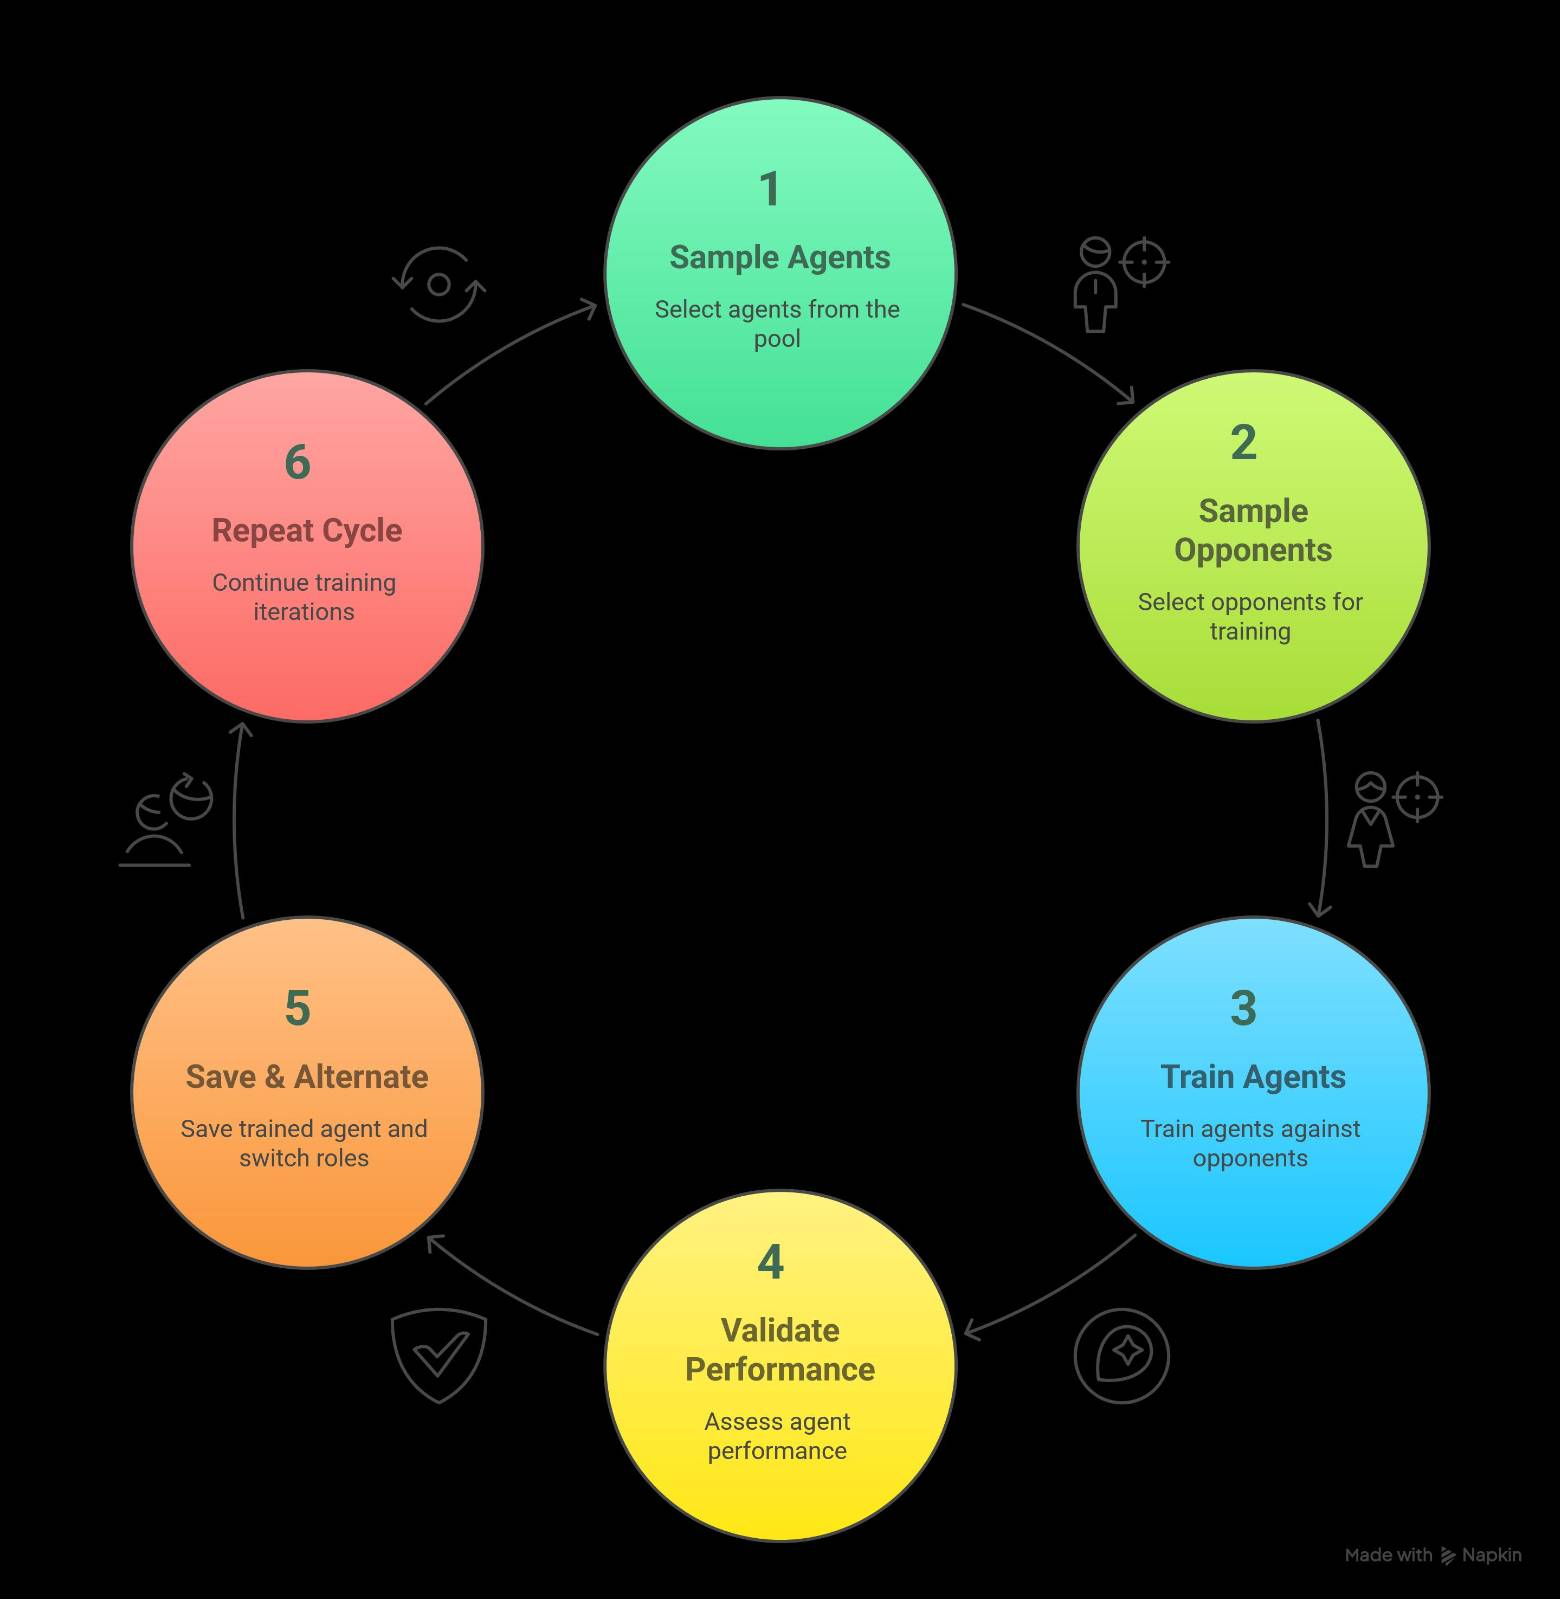 1
Sample Agents
Select agents from the
pool
2
Sample
Opponents
Select opponents for
training
3
Train Agents
Train agents against
opponents
4
Validate
Performance
Assess agent
performance
5
Save & Alternate
Save trained agent and
switch roles
6
Repeat Cycle
Continue training
iterations
Made with Napkin